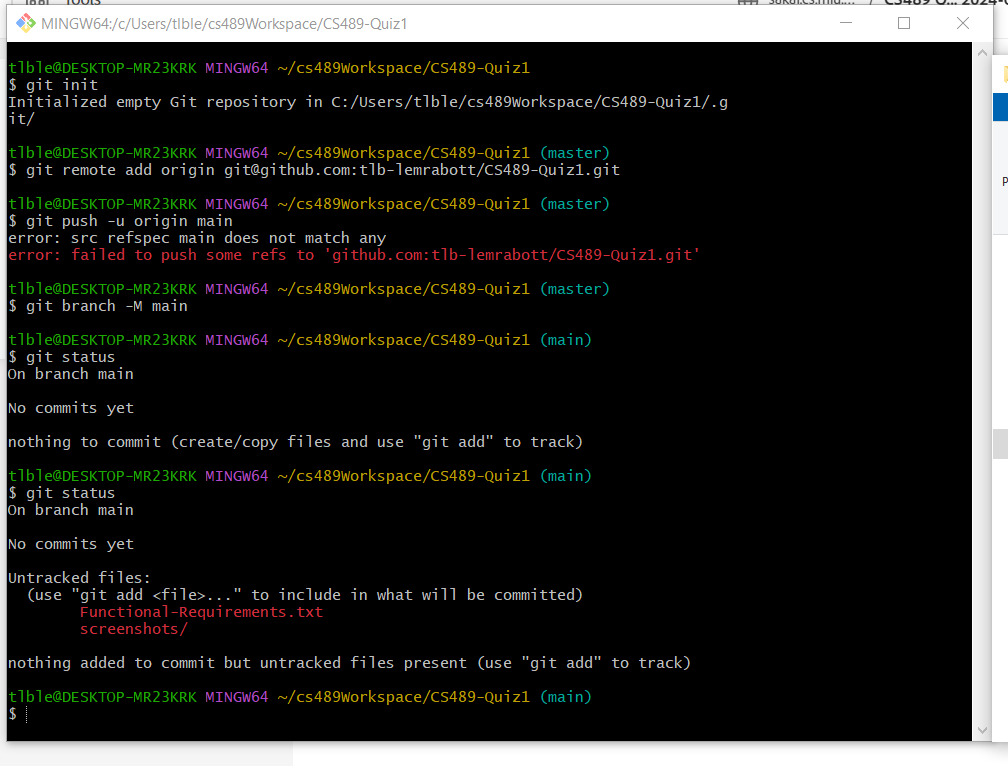 TOOLS
MINGW64:/c/Users/tlble/cs489Workspace/CS489-Quiz1
tlble@DESKTOP-MR23KRK MINGW64 ~/cs489Workspace/CS489-Quiz1
$ git init
Initialized empty Git repository in C:/Users/tlble/cs489Workspace/CS489-Quiz1/.g
it/
tlble@DESKTOP-MR23KRK MINGW64 ~/cs489Workspace/CS489-Quiz1 (master)
$ git remote add origin git@github.com:tlb-lemrabott/CS489-Quiz1.git
tlble@DESKTOP-MR23KRK MINGW64 ~/cs489Workspace/CS489-Quiz1 (master)
$ git push -u origin main
error: src refspec main does not match any
error: failed to push some refs to 'github.com:tlb-lemrabott/CS489-Quiz1.git'
tlble@DESKTOP-MR23KRK MINGW64 ~/cs489Workspace/CS489-Quiz1 (master)
$ git branch -M main
tlble@DESKTOP-MR23KRK MINGW64 ~/cs489Workspace/CS489-Quiz1 (main)
$ git status
On branch main
No commits yet
nothing to commit (create/copy files and use "git add" to track)
tlble@DESKTOP-MR23KRK MINGW64 ~/cs489Workspace/CS489-Quiz1 (main)
$ git status
On branch main
No commits yet
Untracked files:
(use "git add <file>..." to include in what will be committed)
Functional-Requirements.txt
screenshots/
nothing added to commit but untracked files present (use "git add" to track)
tlble@DESKTOP-MR23KRK MINGW64 ~/cs489Workspace/CS489-Quiz1 (main)
$